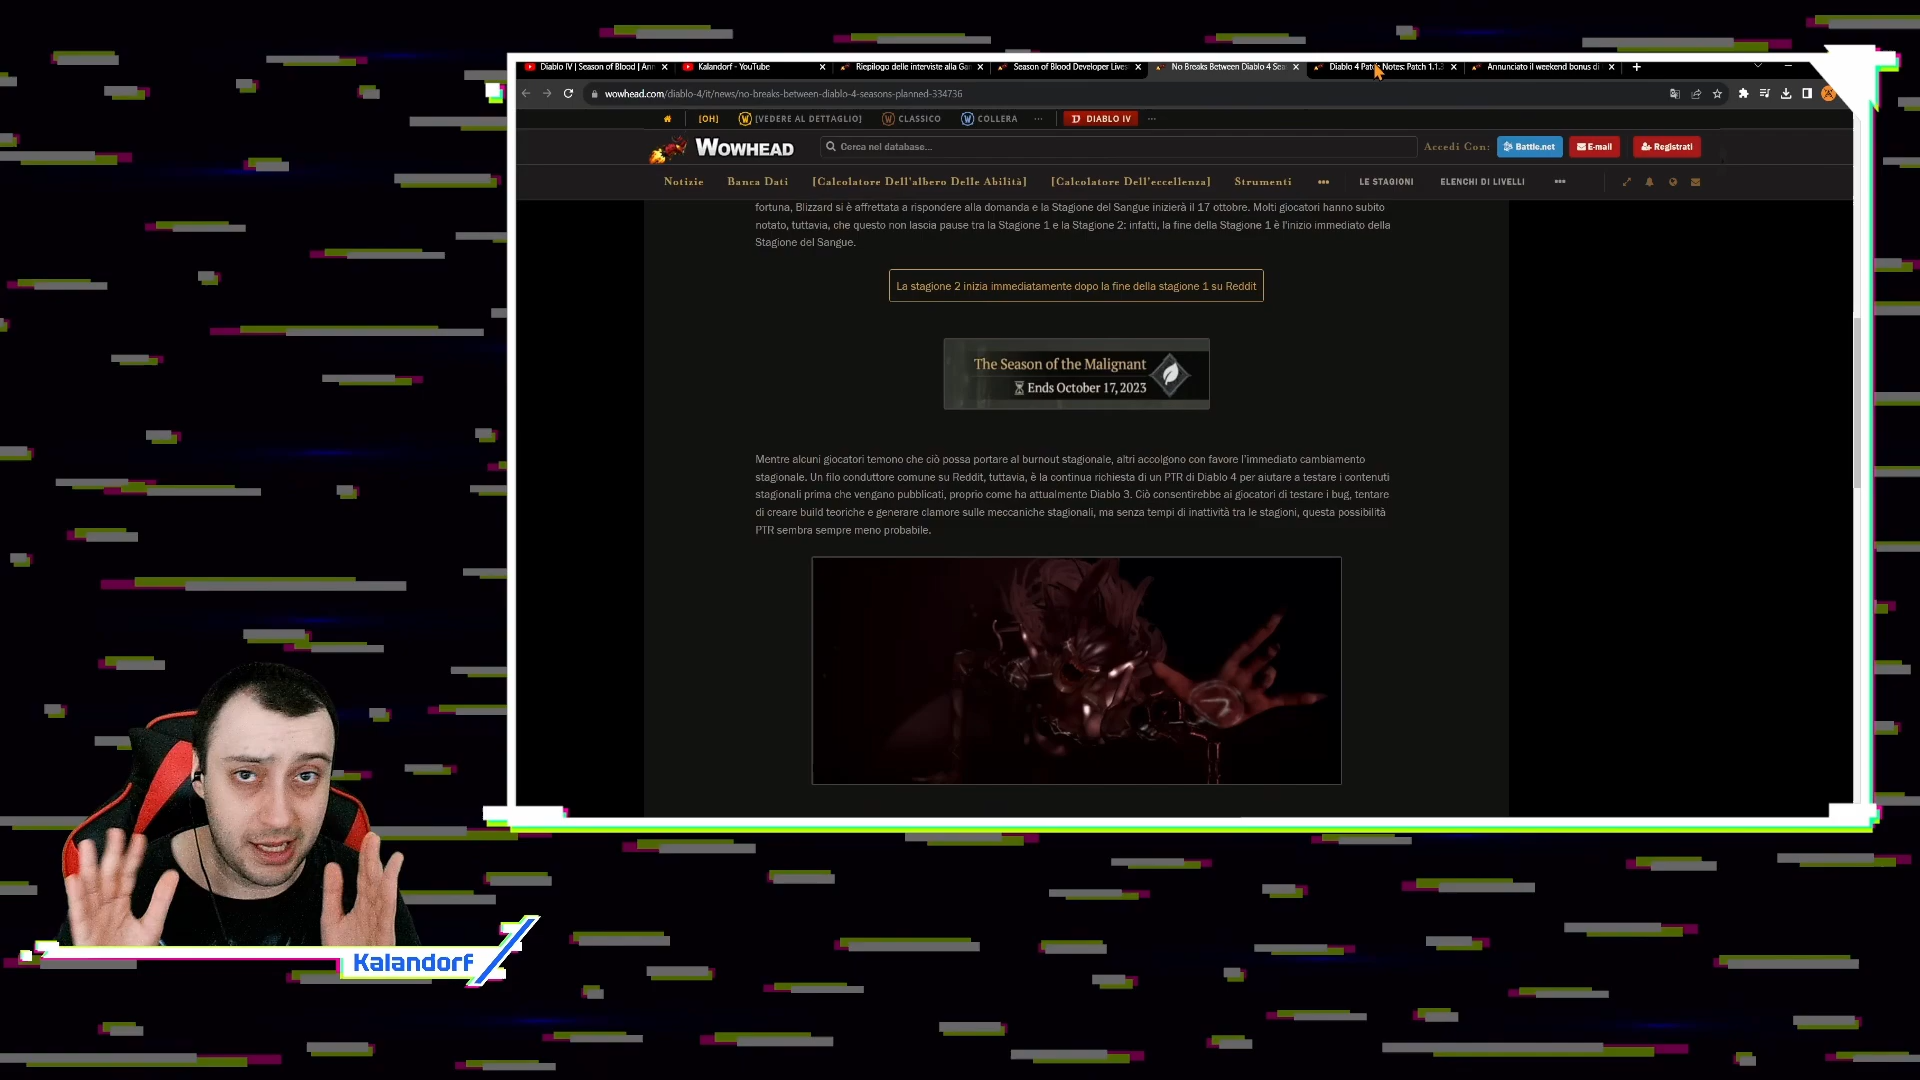 Diablo IV | Season of Blood | Ann
Kalandorf - YouTube
Riepilogo delle interviste alla Gam
Season of Blood Developer Lives
No Breaks Between Diablo 4 Sea
Diablo 4 Patch Notes: Patch 1.1.3
Annunciato il weekend bonus di
wowhead.com/diablo-4/it/news/no-breaks-between-diablo-4-seasons-planned-334736
[OH]
[VEDERE AL DETTAGLIO]
CLASSICO
COLLERA
DIABLO IV
WOWHEAD
Cerca nel database...
Accedi Con:
Battle.net
E-mail
Registrati
Notizie
Banca Dati
[Calcolatore Dell'albero Delle Abilità]
[Calcolatore Dell'eccellenza]
Strumenti
LE STAGIONI
ELENCHI DI LIVELLI
fortuna, Blizzard si è affrettata a rispondere alla domanda e la Stagione del Sangue inizierà il 17 ottobre. Molti giocatori hanno subito
notato, tuttavia, che questo non lascia pause tra la Stagione 1 e la Stagione 2: infatti, la fine della Stagione 1 è l'inizio immediato della
Stagione del Sangue.
La stagione 2 inizia immediatamente dopo la fine della stagione 1 su Reddit
The Season of the Malignant
Ends October 17, 2023
Mentre alcuni giocatori temono che ciò possa portare al burnout stagionale, altri accolgono con favore l'immediato cambiamento
stagionale. Un filo conduttore comune su Reddit, tuttavia, è la continua richiesta di un PTR di Diablo 4 per aiutare a testare i contenuti
stagionali prima che vengano pubblicati, proprio come ha attualmente Diablo 3. Ciò consentirebbe ai giocatori di testare i bug, tentare
di creare build teoriche e generare clamore sulle meccaniche stagionali, ma senza tempi di inattività tra le stagioni, questa possibilità
PTR sembra sempre meno probabile.
Kalandorf